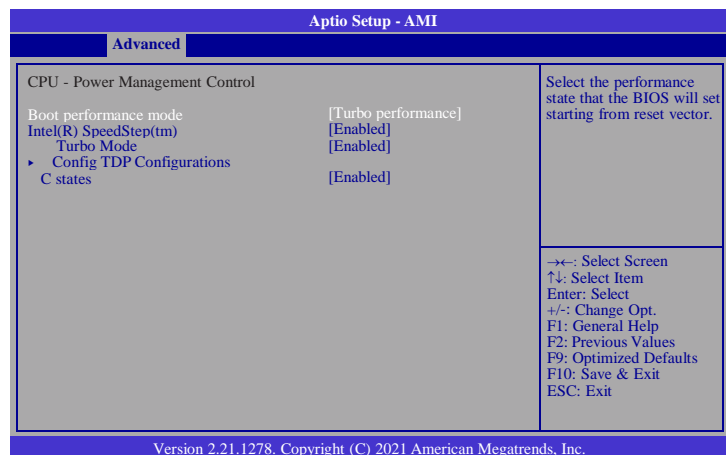 Aptio Setup - AMI
Advanced
CPU - Power Management Control
Boot performance mode [Turbo performance]
Intel(R) SpeedStep(tm) [Enabled]
Turbo Mode [Enabled]
▸ Config TDP Configurations
C states [Enabled]
Select the performance
state that the BIOS will set
starting from reset vector.
→←: Select Screen
↑↓: Select Item
Enter: Select
+/-: Change Opt.
F1: General Help
F2: Previous Values
F9: Optimized Defaults
F10: Save & Exit
ESC: Exit
Version 2.21.1278. Copyright (C) 2021 American Megatrends, Inc.